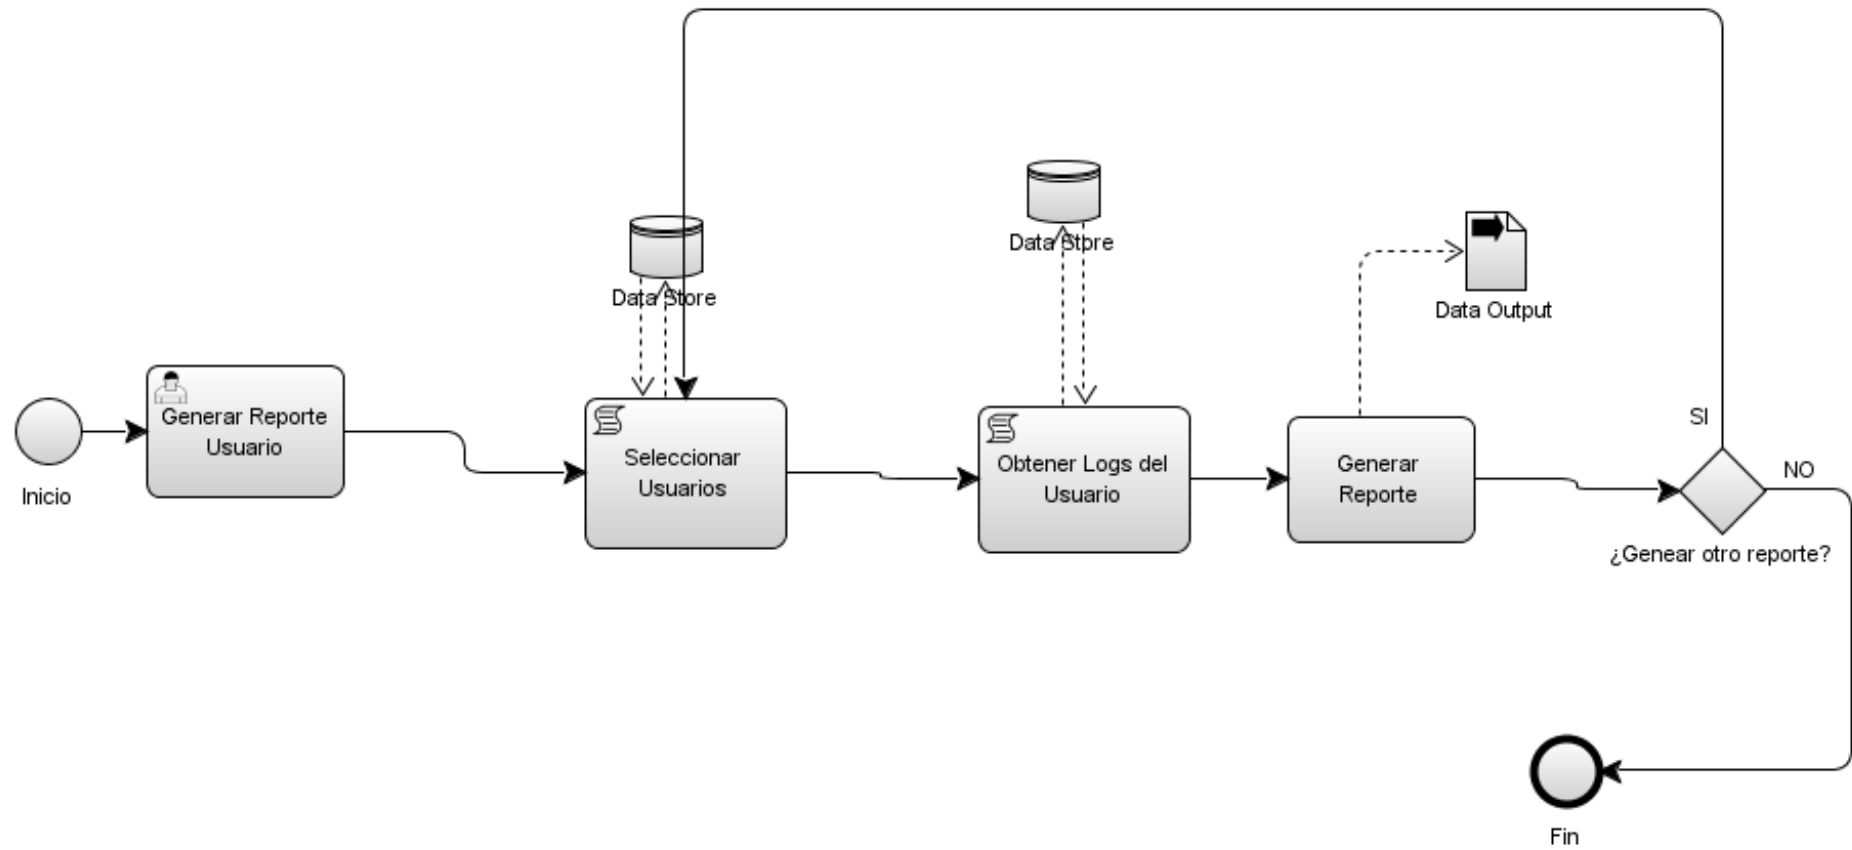 Inicio
Generar Reporte
Usuario
Data Store
Seleccionar
Usuarios
Data Store
Obtener Logs del
Usuario
Generar
Reporte
Data Output
SI
NO
¿Genear otro reporte?
Fin